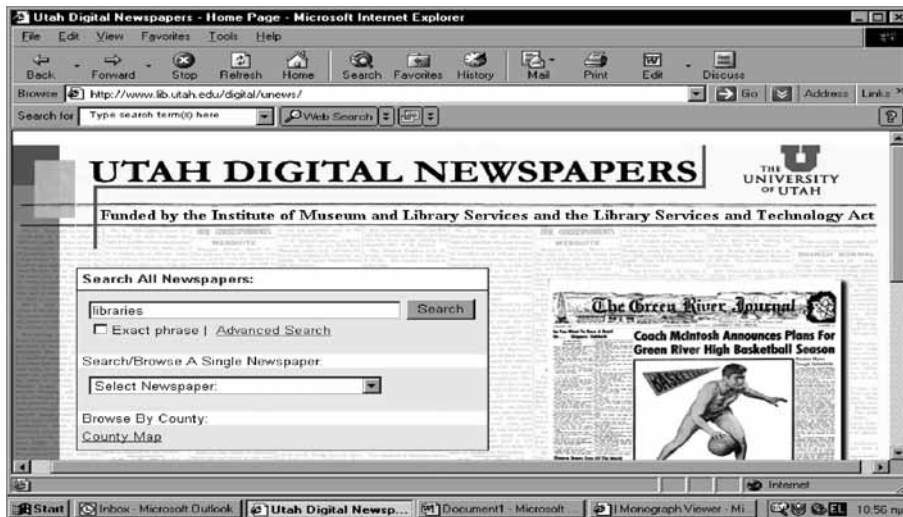 Utah Digital Newspapers - Home Page - Microsoft Internet Explorer
File Edit View Favorites Tools Help
Back Forward Stop Refresh Home Search Favorites History Mail Print Edit Discuss
Browse http://www.lib.utah.edu/digital/unews/ Go Address Links »
Search for Type search term(s) here Web Search
UTAH DIGITAL NEWSPAPERS
THE
UNIVERSITY
OF UTAH
Funded by the Institute of Museum and Library Services and the Library Services and Technology Act
Search All Newspapers:
libraries Search
Exact phrase | Advanced Search
Search/Browse A Single Newspaper:
Select Newspaper:
Browse By County:
County Map
The Green River Journal
Coach McIntosh Announces Plans For
Green River High Basketball Season
Internet
Start Inbox - Microsoft Outlook Utah Digital Newsp... Document1 - Microsoft ... Monograph Viewer - Mi... EL 10:56 πμ